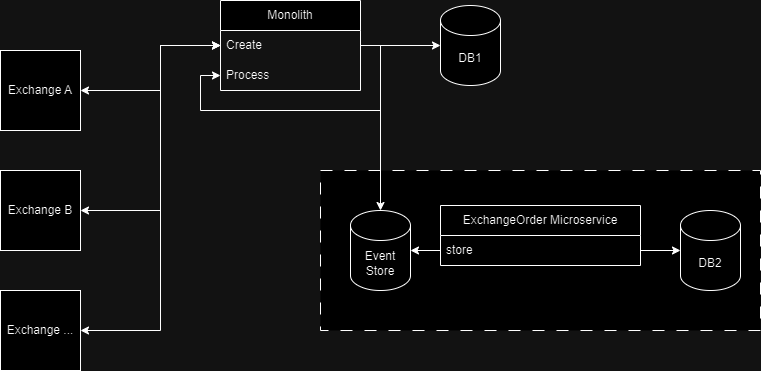 Monolith
Create
Process
DB1
Exchange A
Exchange B
Exchange ...
ExchangeOrder Microservice
store
Event
Store
DB2